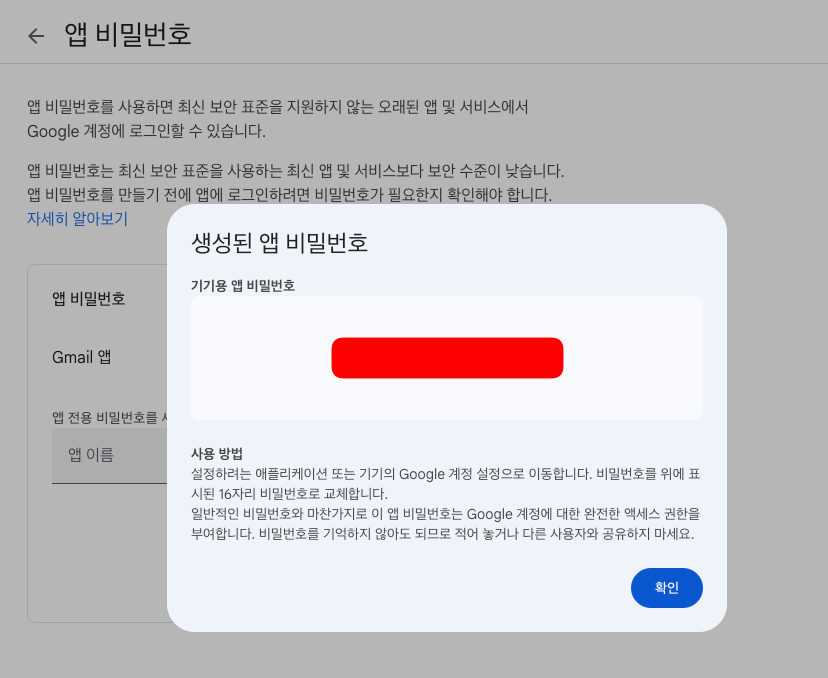 앱 비밀번호
앱 비밀번호를 사용하면 최신 보안 표준을 지원하지 않는 오래된 앱 및 서비스에서
Google 계정에 로그인할 수 있습니다.
앱 비밀번호는 최신 보안 표준을 사용하는 최신 앱 및 서비스보다 보안 수준이 낮습니다.
앱 비밀번호를 만들기 전에 앱에 로그인하려면 비밀번호가 필요한지 확인해야 합니다.
자세히 알아보기
앱 비밀번호
Gmail 앱
앱 전용 비밀번호를
앱 이름
생성된 앱 비밀번호
기기용 앱 비밀번호
사용 방법
설정하려는 애플리케이션 또는 기기의 Google 계정 설정으로 이동합니다. 비밀번호를 위에 표
시된 16자리 비밀번호로 교체합니다.
일반적인 비밀번호와 마찬가지로 이 앱 비밀번호는 Google 계정에 대한 완전한 액세스 권한을
부여합니다. 비밀번호를 기억하지 않아도 되므로 적어 놓거나 다른 사용자와 공유하지 마세요.
확인